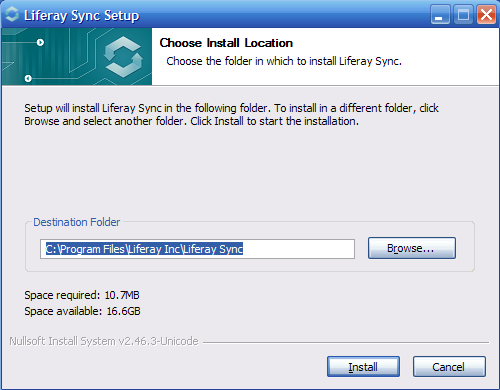 Liferay Sync Setup
Choose Install Location
Choose the folder in which to install Liferay Sync.
Setup will install Liferay Sync in the following folder. To install in a different folder, click
Browse and select another folder. Click Install to start the installation.
Destination Folder
C:\Program Files\Liferay Inc\Liferay Sync
Browse...
Space required: 10.7MB
Space available: 16.6GB
Nullsoft Install System v2.46.3-Unicode
Install
Cancel